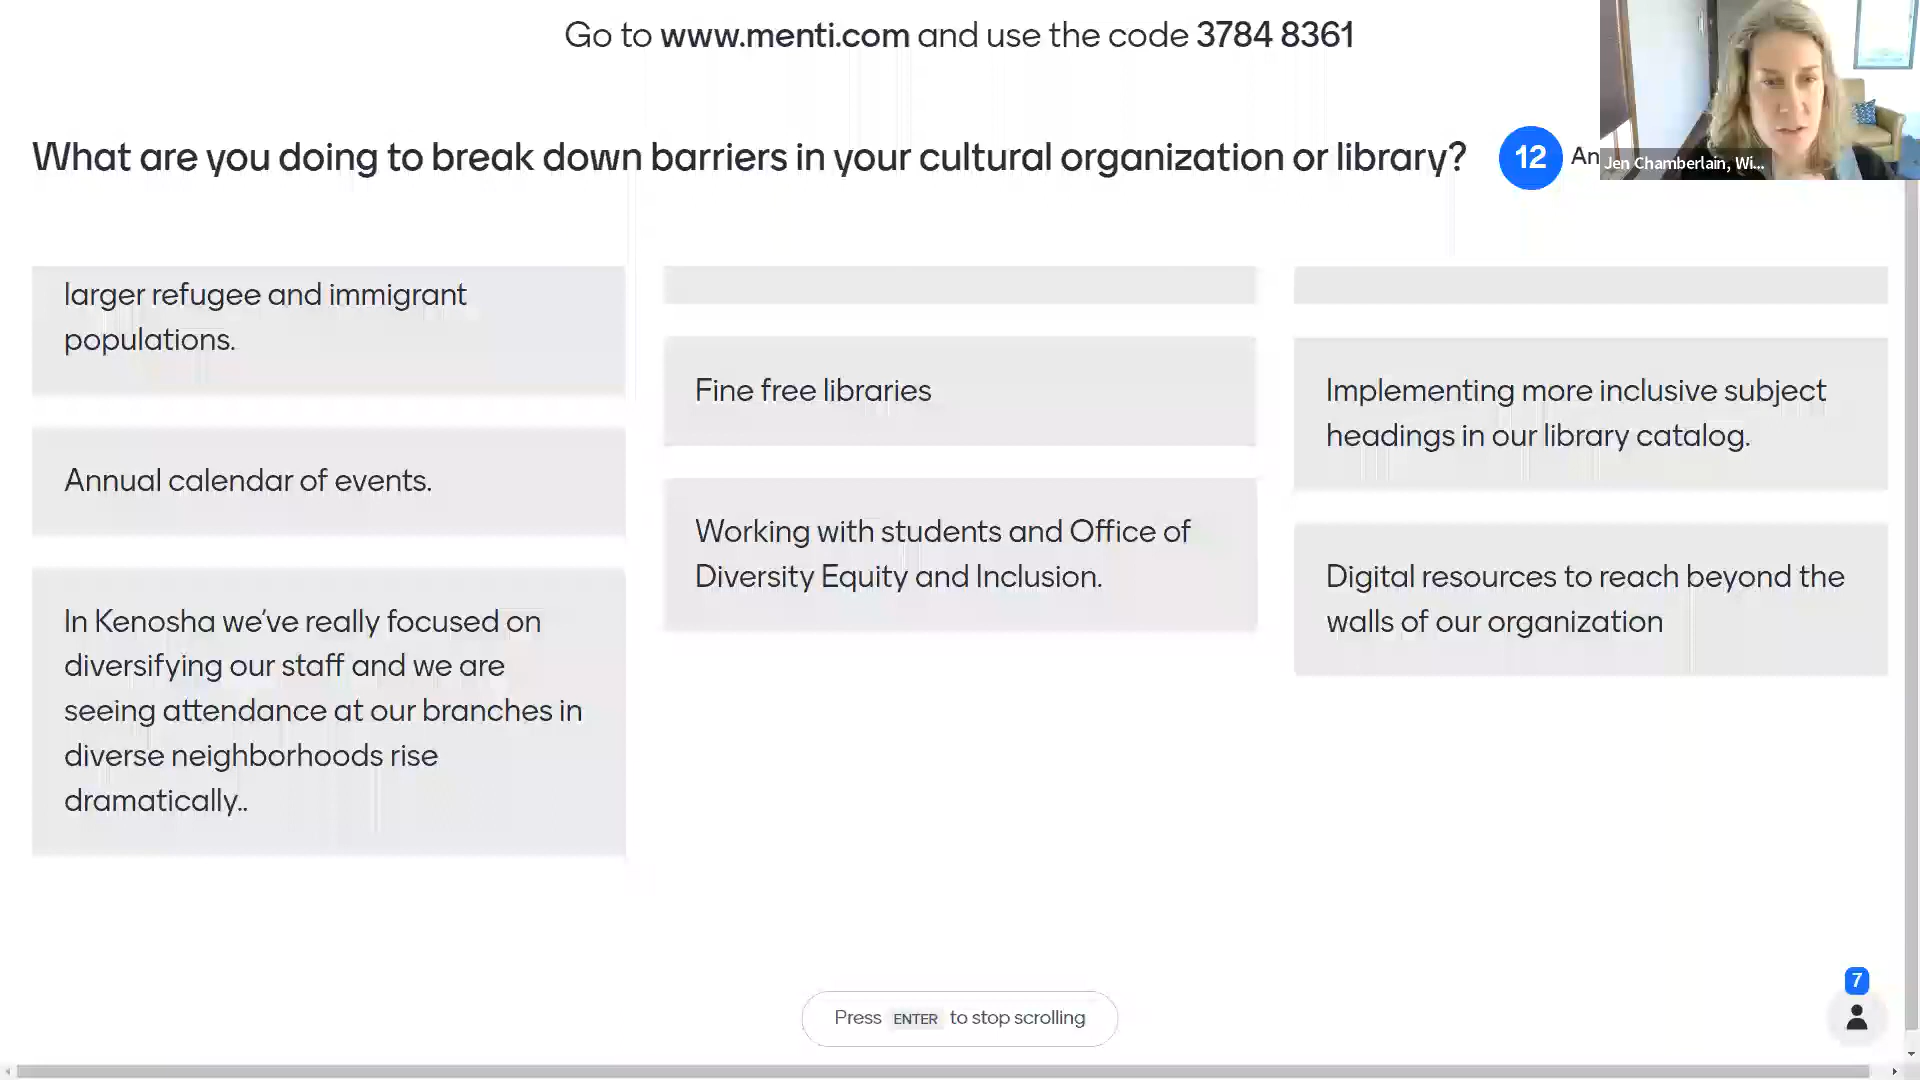 Go to www.menti.com and use the code 3784 8361
What are you doing to break down barriers in your cultural organization or library?
12 An
Jen Chamberlain, Wi...
larger refugee and immigrant
populations.
Annual calendar of events.
In Kenosha we've really focused on
diversifying our staff and we are
seeing attendance at our branches in
diverse neighborhoods rise
dramatically..
Fine free libraries
Working with students and Office of
Diversity Equity and Inclusion.
Implementing more inclusive subject
headings in our library catalog.
Digital resources to reach beyond the
walls of our organization
7
Press ENTER to stop scrolling